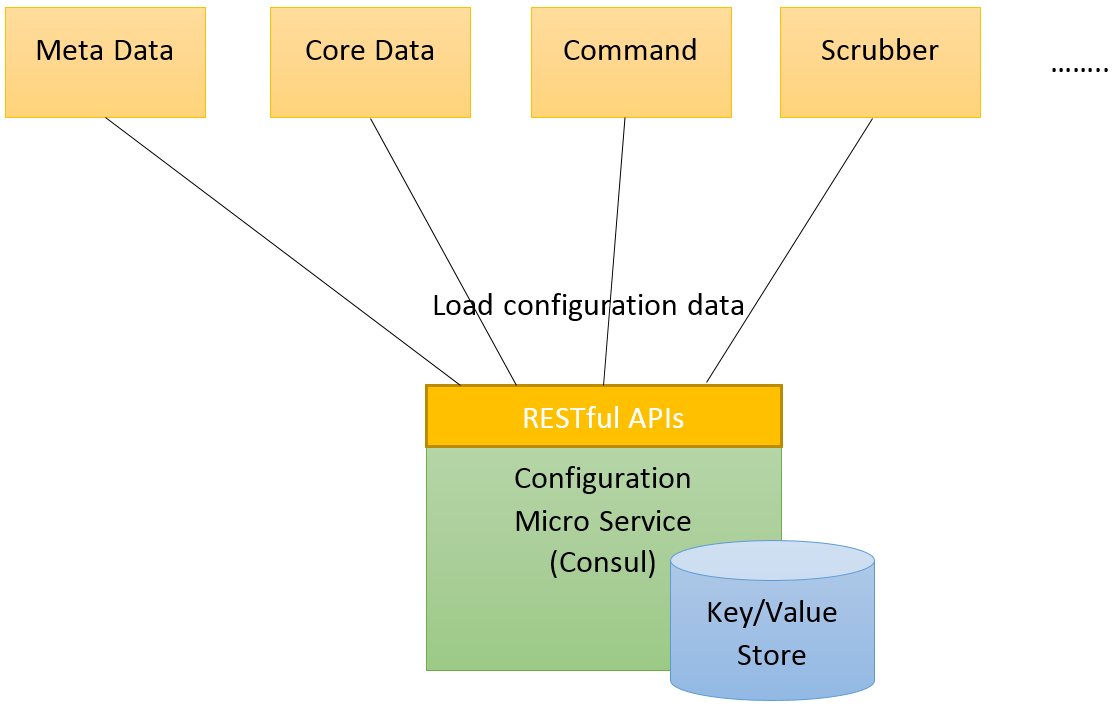 Meta Data
Core Data
Command
Scrubber
........
Load configuration data
RESTful APIs
Configuration
Micro Service
(Consul)
Key/Value
Store